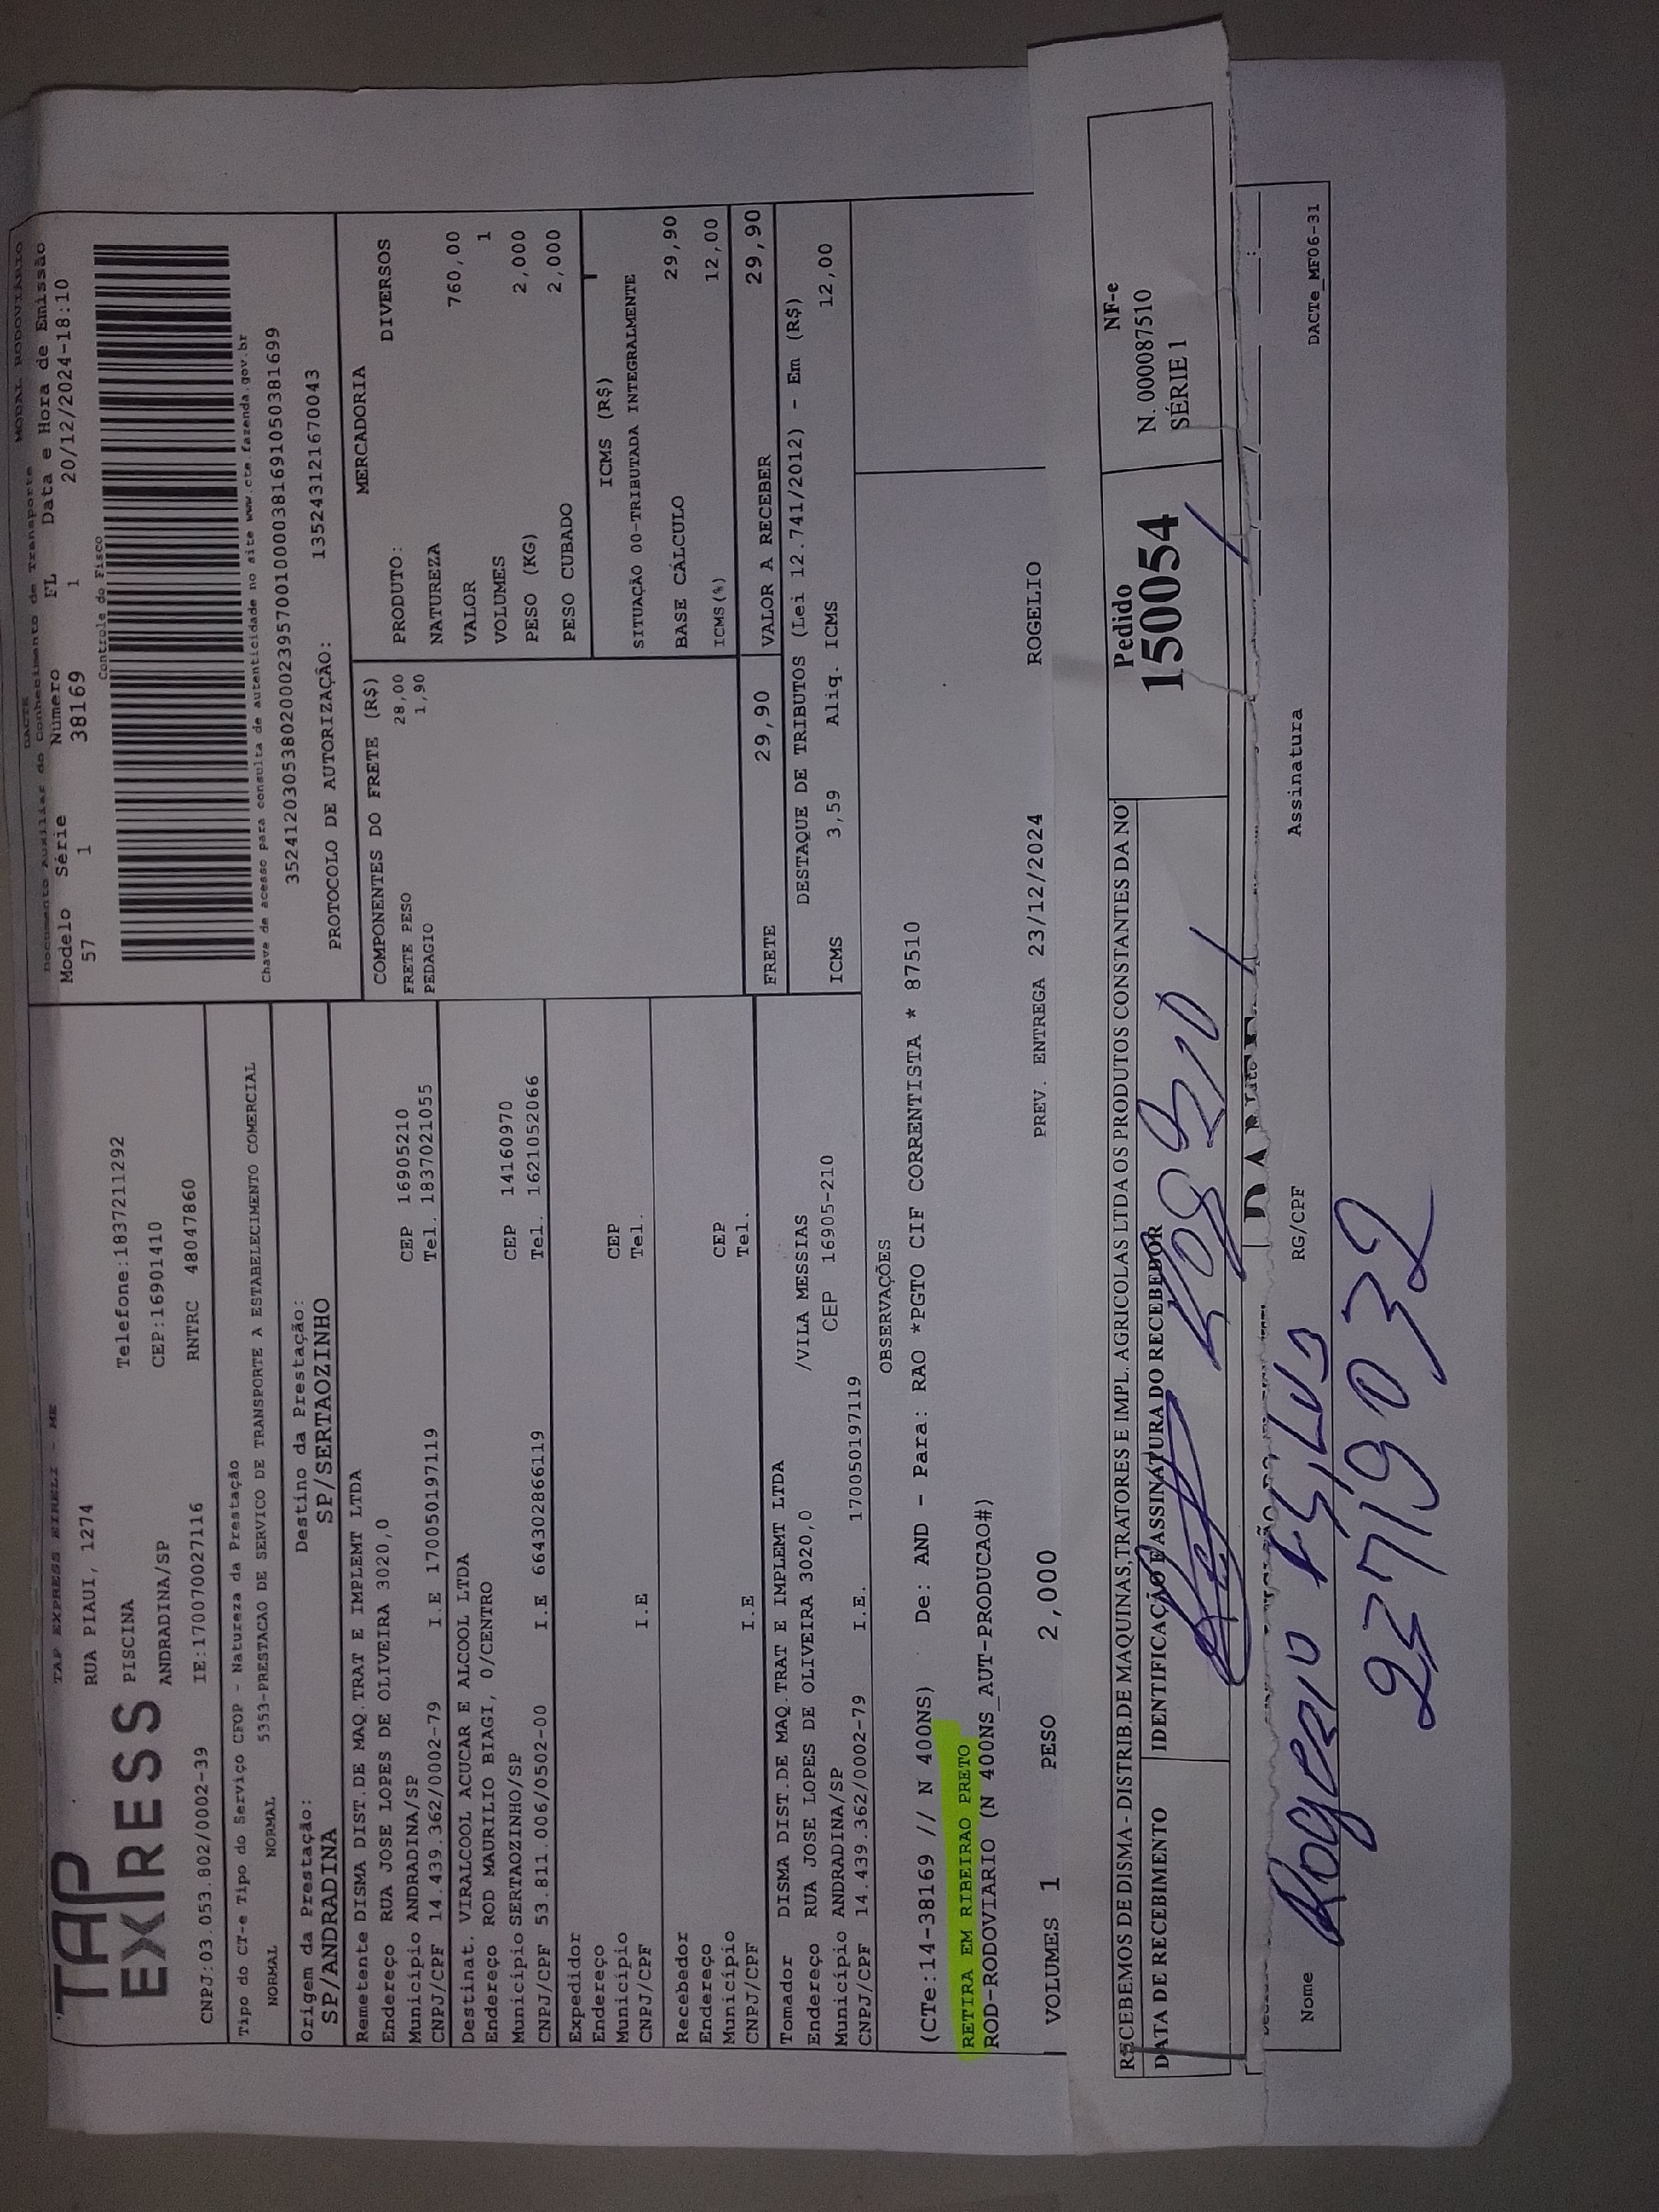 DACTE MODAL RODOVIÁRIO
Documento Auxiliar do Conhecimento de Transporte
Modelo Série Número FL Data e Hora de Emissão
57 1 38169 1 20/12/2024-18:10
Controle do Fisco
Chave de acesso para consulta de autenticidade no site www.cte.fazenda.gov.br
35241203053802000239570010000381691050381699
PROTOCOLO DE AUTORIZAÇÃO: 135243121670043
TAP EXPRESS
TAP EXPRESS EIRELI - ME
RUA PIAUI, 1274
PISCINA Telefone:1837211292
ANDRADINA/SP CEP:16901410
CNPJ:03.053.802/0002-39 IE:170077002​7116 RNTRC 48047860
Tipo do CT-e Tipo do Serviço CFOP - Natureza da Prestação
NORMAL NORMAL 5353-PRESTACAO DE SERVICO DE TRANSPORTE A ESTABELECIMENTO COMERCIAL
Origem da Prestação: Destino da Prestação:
SP/ANDRADINA SP/SERTAOZINHO
Remetente DISMA DIST.DE MAQ.TRAT E IMPLEMT LTDA
Endereço RUA JOSE LOPES DE OLIVEIRA 3020,0
Município ANDRADINA/SP CEP 16905210
CNPJ/CPF 14.439.362/0002-79 I.E 170050197119 Tel. 1837021055
Destinat. VIRALCOOL ACUCAR E ALCOOL LTDA
Endereço ROD MAURILIO BIAGI, 0/CENTRO
Município SERTAOZINHO/SP CEP 14160970
CNPJ/CPF 53.811.006/0502-00 I.E 664302866119 Tel. 1621052066
Expedidor
Endereço
Município CEP
CNPJ/CPF I.E Tel.
Recebedor
Endereço
Município CEP
CNPJ/CPF I.E Tel.
Tomador DISMA DIST.DE MAQ.TRAT E IMPLEMT LTDA
Endereço RUA JOSE LOPES DE OLIVEIRA 3020,0 /VILA MESSIAS
Município ANDRADINA/SP CEP 16905-210
CNPJ/CPF 14.439.362/0002-79 I.E. 170050197119
COMPONENTES DO FRETE (R$)
FRETE PESO 28,00
PEDAGIO 1,90
MERCADORIA
PRODUTO: DIVERSOS
NATUREZA
VALOR 760,00
VOLUMES 1
PESO (KG) 2,000
PESO CUBADO 2,000
ICMS (R$)
SITUAÇÃO 00-TRIBUTADA INTEGRALMENTE
BASE CÁLCULO 29,90
ICMS(%) 12,00
FRETE 29,90 VALOR A RECEBER 29,90
DESTAQUE DE TRIBUTOS (Lei 12.741/2012) - Em (R$)
ICMS 3,59 Aliq. ICMS 12,00
OBSERVAÇÕES
(CTe:14-38169 // N 400NS) De: AND - Para: RAO *PGTO CIF CORRENTISTA * 87510
RETIRA EM RIBEIRAO PRETO
ROD-RODOVIARIO (N 400NS_AUT-PRODUCAO#)
VOLUMES 1 PESO 2,000 PREV. ENTREGA 23/12/2024 ROGELIO
RECEBEMOS DE DISMA - DISTRIB.DE MAQUINAS,TRATORES E IMPL. AGRICOLAS LTDA OS PRODUTOS CONSTANTES DA NO
DATA DE RECEBIMENTO IDENTIFICAÇÃO E ASSINATURA DO RECEBEDOR
Pedido
150054
NF-e
N. 000087510
SÉRIE 1
Nome RG/CPF Assinatura
Rogerio Silva
23719032
DACTe_MF06-31